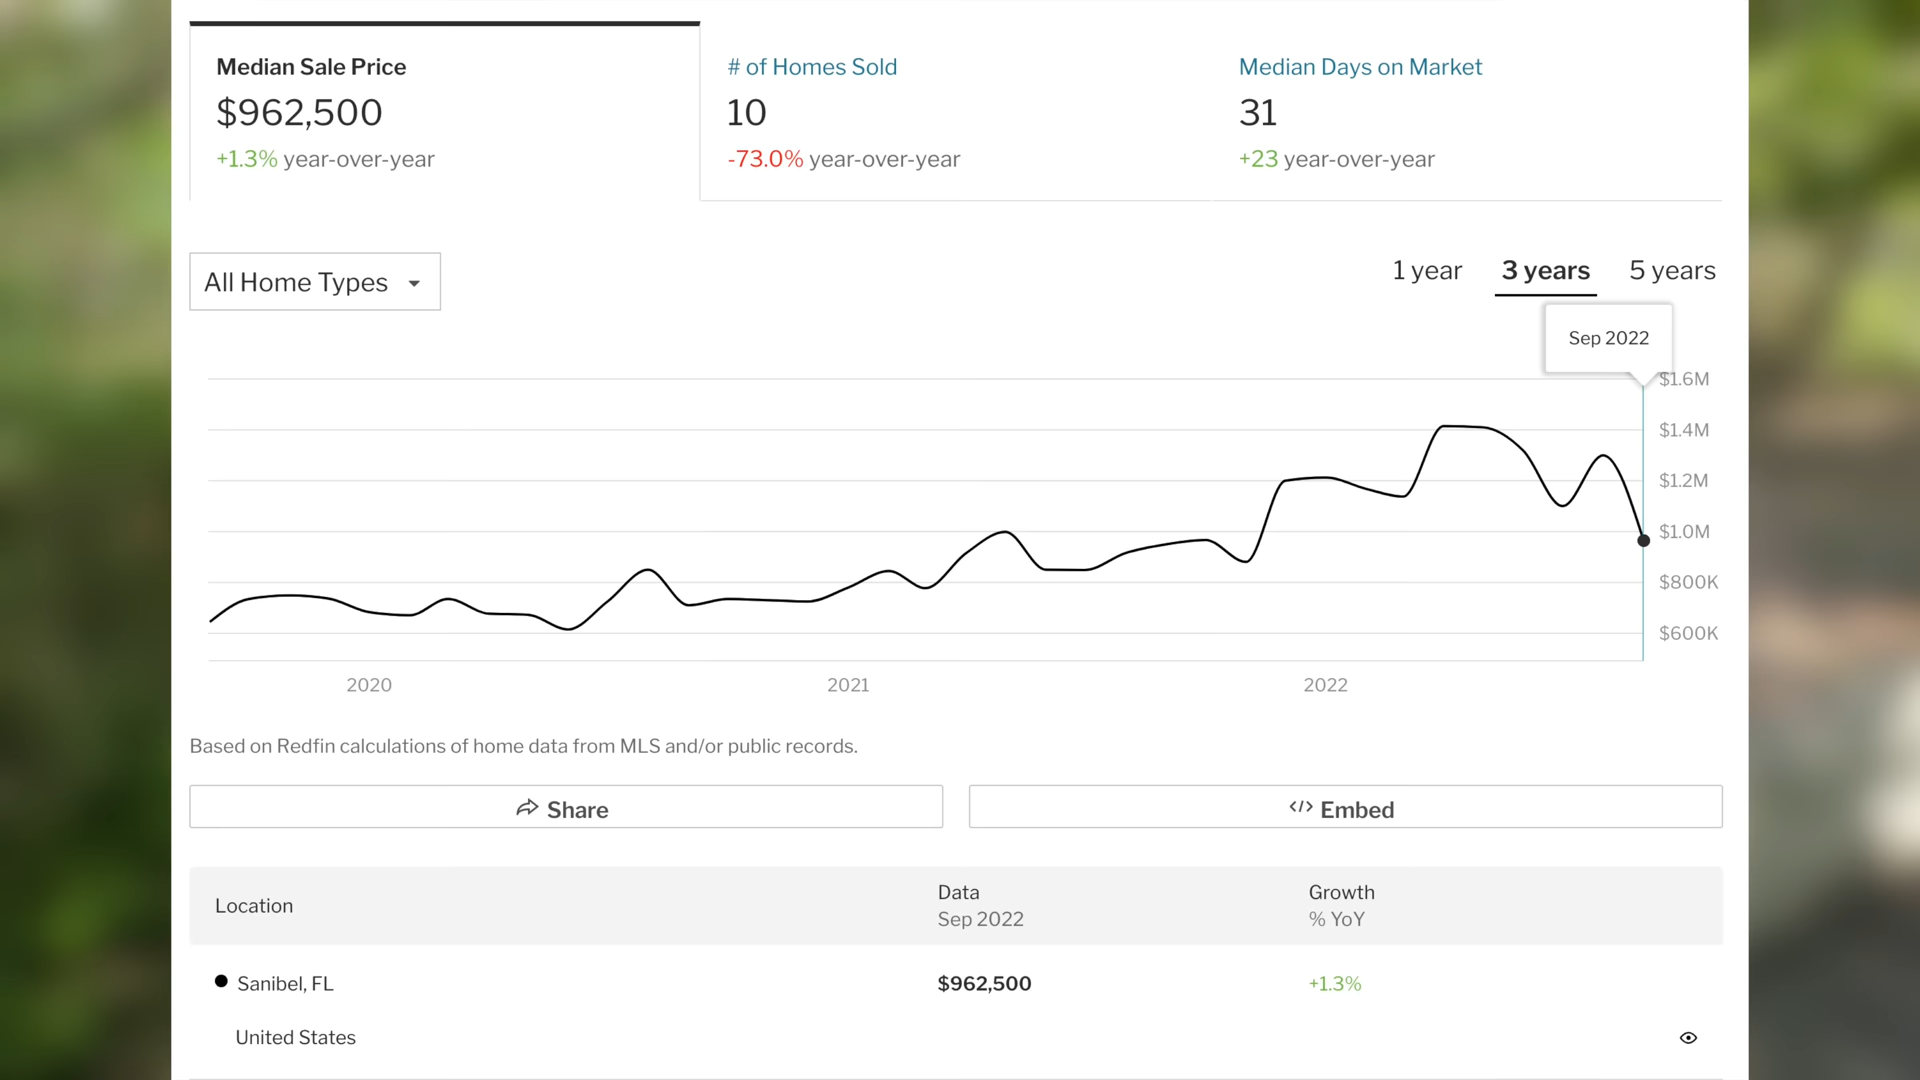 Median Sale Price
$962,500
+1.3% year-over-year
# of Homes Sold
10
-73.0% year-over-year
Median Days on Market
31
+23 year-over-year
All Home Types
1 year
3 years
5 years
Sep 2022
$1.6M
$1.4M
$1.2M
$1.0M
$800K
$600K
2020
2021
2022
Based on Redfin calculations of home data from MLS and/or public records.
Share
</> Embed
Location
Data
Sep 2022
Growth
% YoY
Sanibel, FL
$962,500
+1.3%
United States